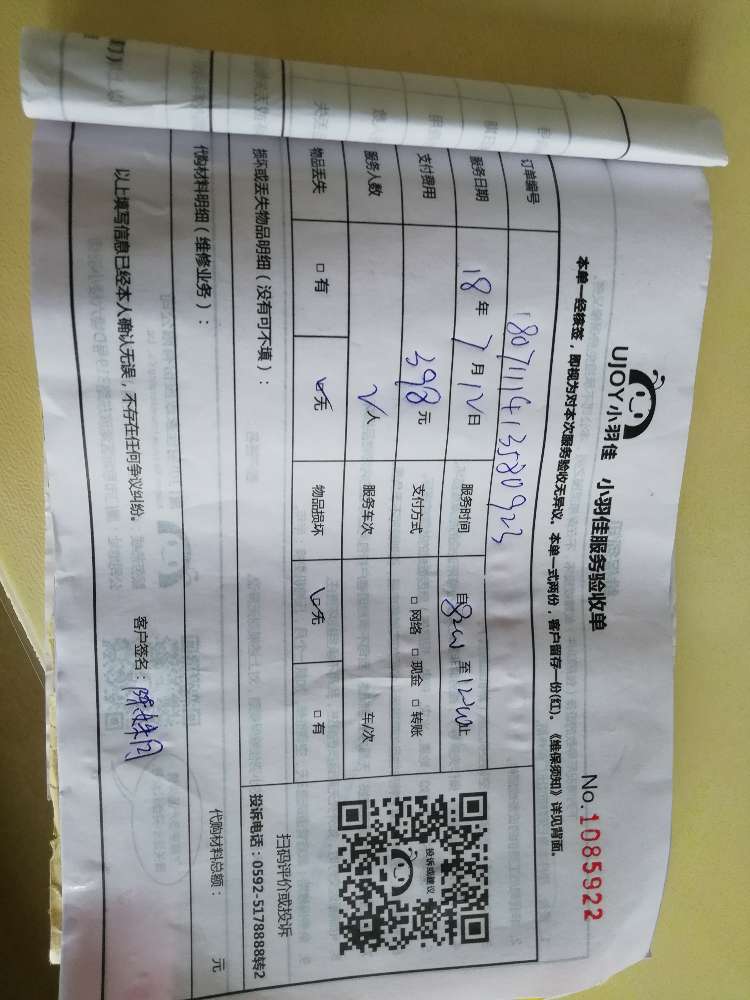 UJOY小羽佳 小羽佳服务验收单 No.1085922
本单一经核签，即视为对本次服务验收无异议。本单一式两份，客户留存一份(红)。《维保须知》详见背面。
订单编号 1807111413580923
服务日期 18年7月12日 服务时间 自 至 止
支付费用 398元 支付方式 □网络 □现金 □转账
服务人数 2人 服务车次 车/次
物品丢失 □有 ☑无 物品损坏 ☑无 □有
损坏或丢失物品明细（没有可不填）：
投诉或建议
扫码评价或投诉
投诉电话：0592-5178888转2
代购材料明细（维修业务）： 代购材料总额： 元
以上填写信息已经本人确认无误，不存在任何争议纠纷。
客户签名：